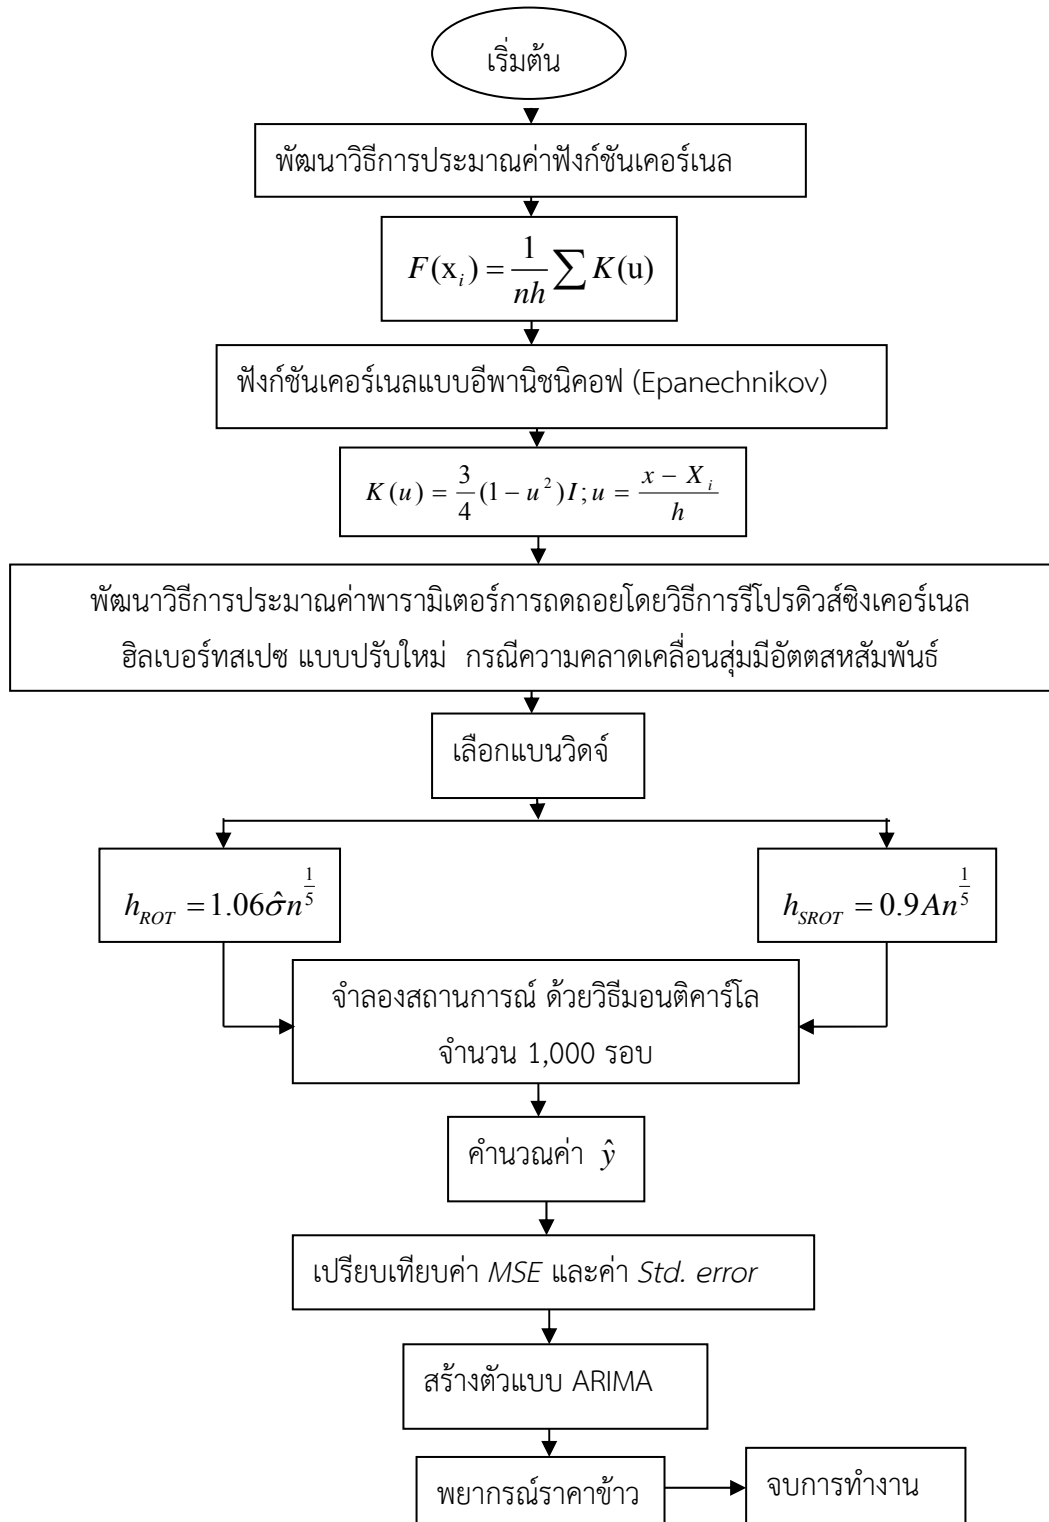 เริ่มต้น
พัฒนาวิธีการประมาณค่าฟังก์ชันเคอร์เนล
F(x_i) = \frac{1}{nh} \sum K(u)
ฟังก์ชันเคอร์เนลแบบอีพานิชนิคอฟ (Epanechnikov)
K(u) = \frac{3}{4}(1 - u^2)I; u = \frac{x - X_i}{h}
พัฒนาวิธีการประมาณค่าพารามิเตอร์การถดถอยโดยวิธีการรีโปรดิวส์ซิงเคอร์เนล
ฮิลเบอร์ทสเปซ แบบปรับใหม่ กรณีความคลาดเคลื่อนสุ่มมีอัตตสหสัมพันธ์
เลือกแบนวิดจ์
h_{ROT} = 1.06\hat{\sigma}n^{\frac{1}{5}}
h_{SROT} = 0.9An^{\frac{1}{5}}
จำลองสถานการณ์ ด้วยวิธีมอนติคาร์โล
จำนวน 1,000 รอบ
คำนวณค่า \hat{y}
เปรียบเทียบค่า MSE และค่า Std. error
สร้างตัวแบบ ARIMA
พยากรณ์ราคาข้าว
จบการทำงาน